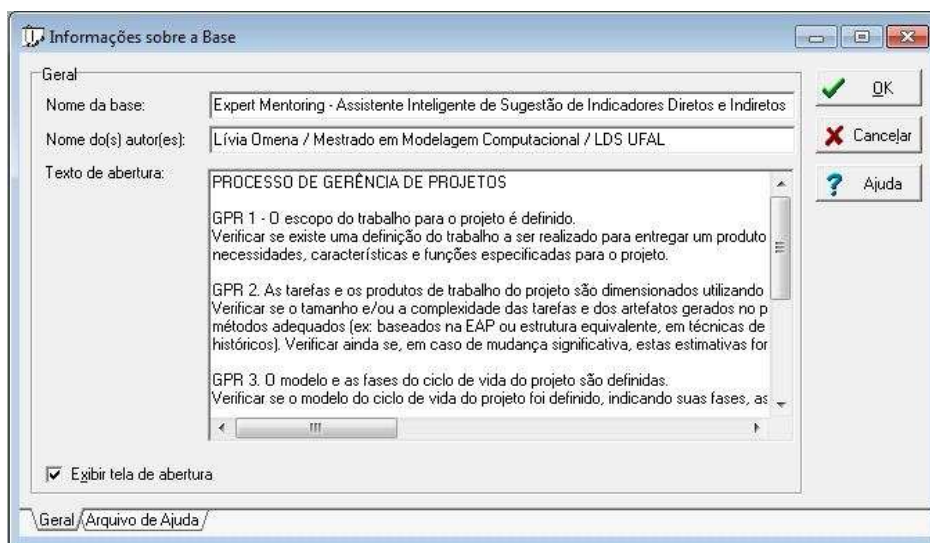 Informações sobre a Base
Geral
Nome da base:
Expert Mentoring - Assistente Inteligente de Sugestão de Indicadores Diretos e Indiretos
Nome do(s) autor(es):
Lívia Omena / Mestrado em Modelagem Computacional / LDS UFAL
Texto de abertura:
PROCESSO DE GERÊNCIA DE PROJETOS
GPR 1 - O escopo do trabalho para o projeto é definido.
Verificar se existe uma definição do trabalho a ser realizado para entregar um produto
necessidades, características e funções especificadas para o projeto.
GPR 2. As tarefas e os produtos de trabalho do projeto são dimensionados utilizando
Verificar se o tamanho e/ou a complexidade das tarefas e dos artefatos gerados no p
métodos adequados (ex: baseados na EAP ou estrutura equivalente, em técnicas de
históricos). Verificar ainda se, em caso de mudança significativa, estas estimativas for
GPR 3. O modelo e as fases do ciclo de vida do projeto são definidas.
Verificar se o modelo do ciclo de vida do projeto foi definido, indicando suas fases, as
Exibir tela de abertura
OK
Cancelar
Ajuda
Geral
Arquivo de Ajuda